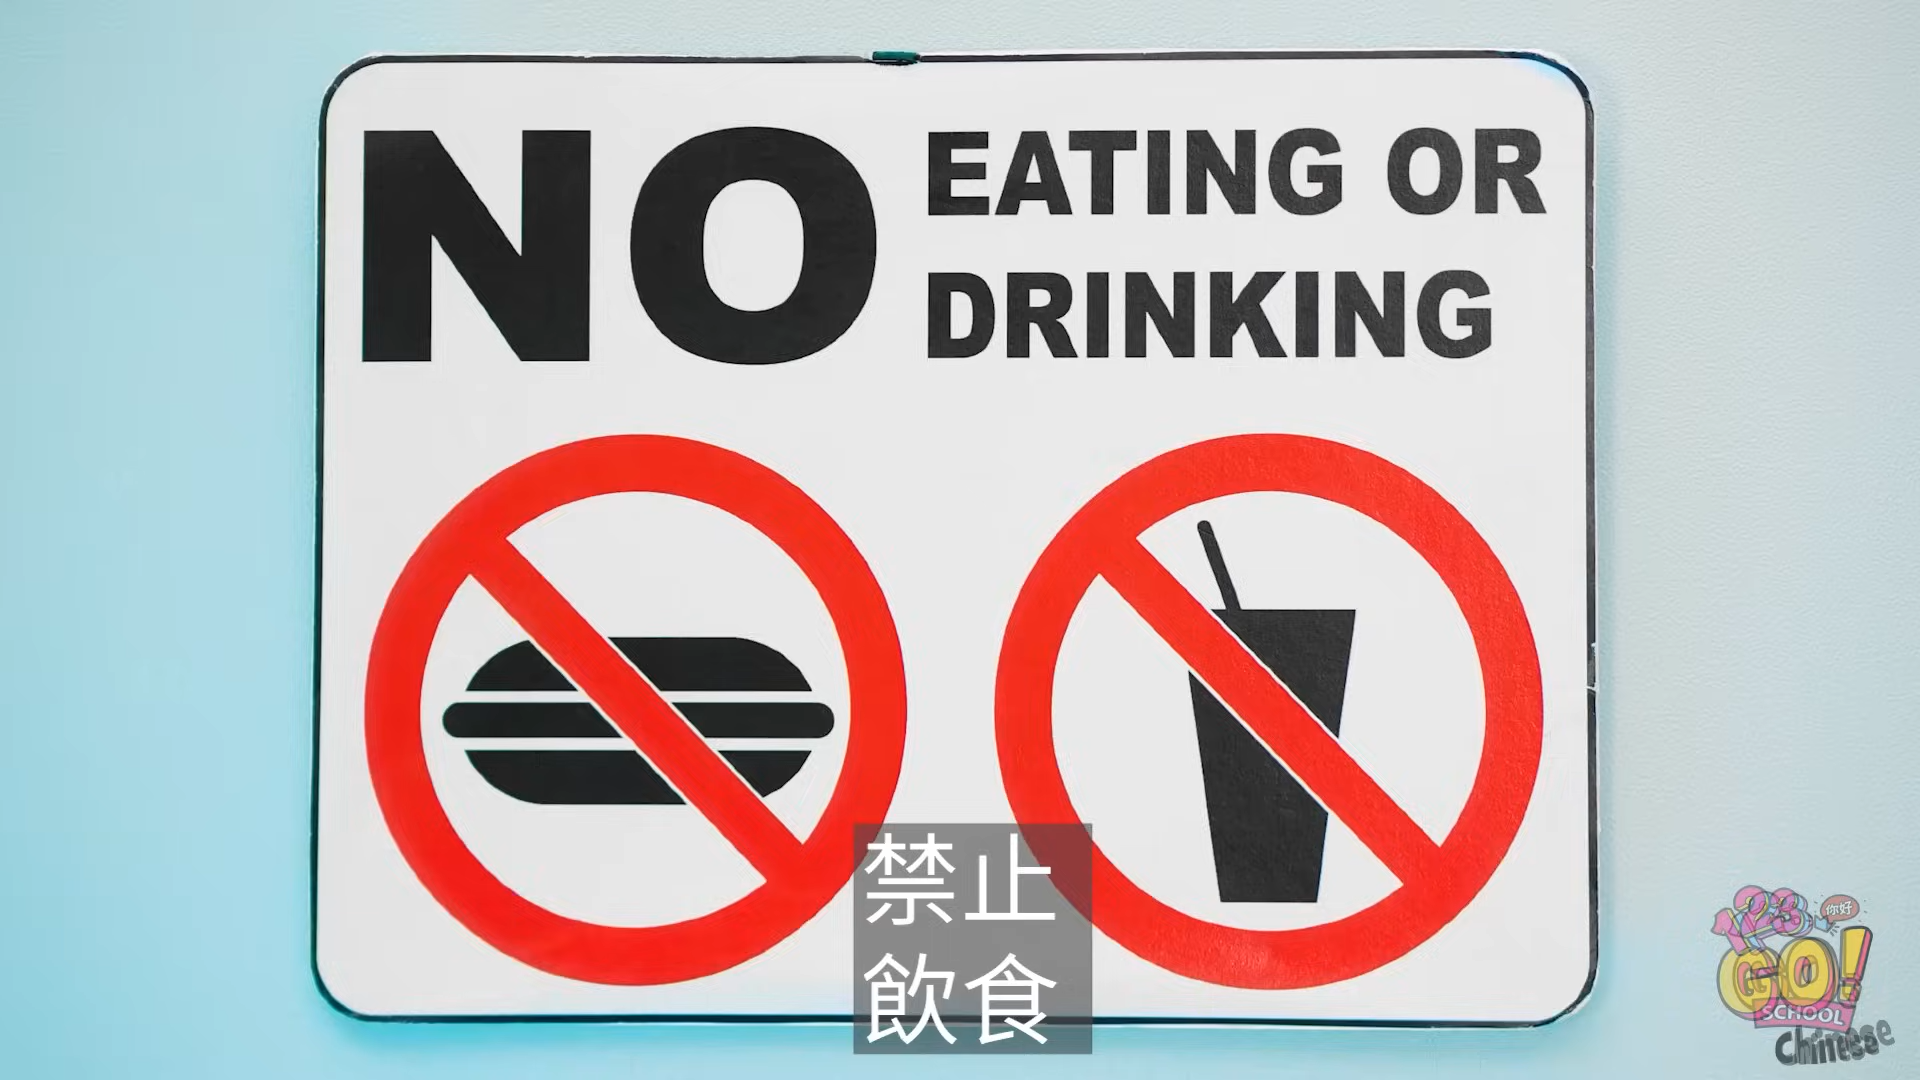 NO EATING OR
DRINKING
禁止
飲食
123
你好
GO!
SCHOOL
Chinese